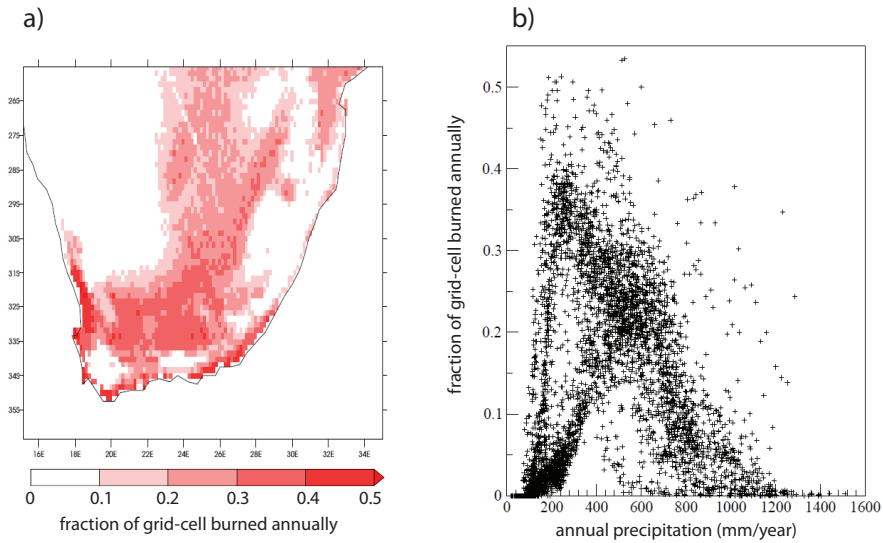 a)
26S
27S
28S
29S
30S
31S
32S
33S
34S
35S
16E 18E 20E 22E 24E 26E 28E 30E 32E 34E
0 0.1 0.2 0.3 0.4 0.5
fraction of grid-cell burned annually
b)
fraction of grid-cell burned annually
0.5
0.4
0.3
0.2
0.1
0
0 200 400 600 800 1000 1200 1400 1600
annual precipitation (mm/year)